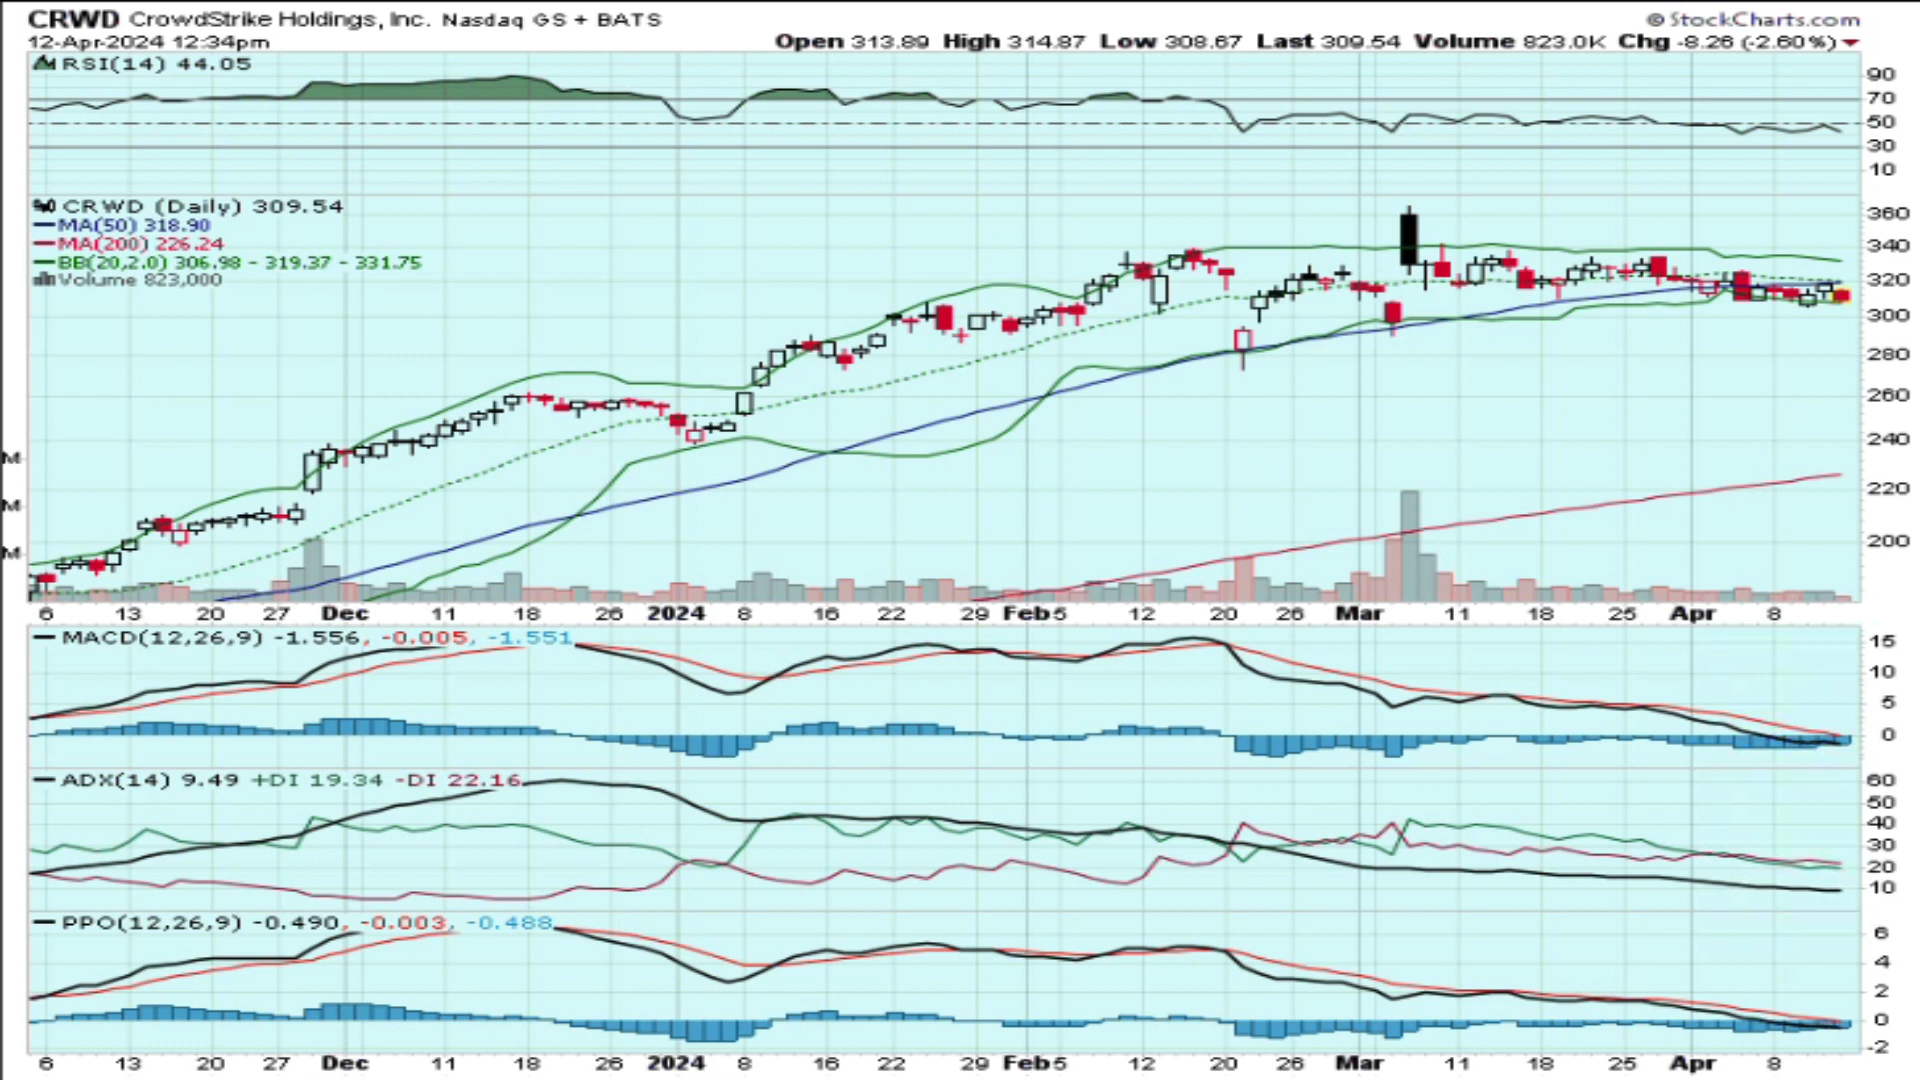 CRWD CrowdStrike Holdings, Inc. Nasdaq GS + BATS © StockCharts.com
12-Apr-2024 12:34pm Open 313.89 High 314.87 Low 308.67 Last 309.54 Volume 823.0K Chg -8.26 (-2.60%)
RSI(14) 44.05
90
70
50
30
10
CRWD (Daily) 309.54
MA(50) 318.90
MA(200) 226.24
BB(20,2.0) 306.98 - 319.37 - 331.75
Volume 823,000
360
340
320
300
280
260
240
220
200
M
M
M
6 13 20 27 Dec 11 18 26 2024 8 16 22 29 Feb 5 12 20 26 Mar 11 18 25 Apr 8
MACD(12,26,9) -1.556, -0.005, -1.551
15
10
5
0
ADX(14) 9.49 +DI 19.34 -DI 22.16
60
50
40
30
20
10
PPO(12,26,9) -0.490, -0.003, -0.488
6
4
2
0
-2
6 13 20 27 Dec 11 18 26 2024 8 16 22 29 Feb 5 12 20 26 Mar 11 18 25 Apr 8